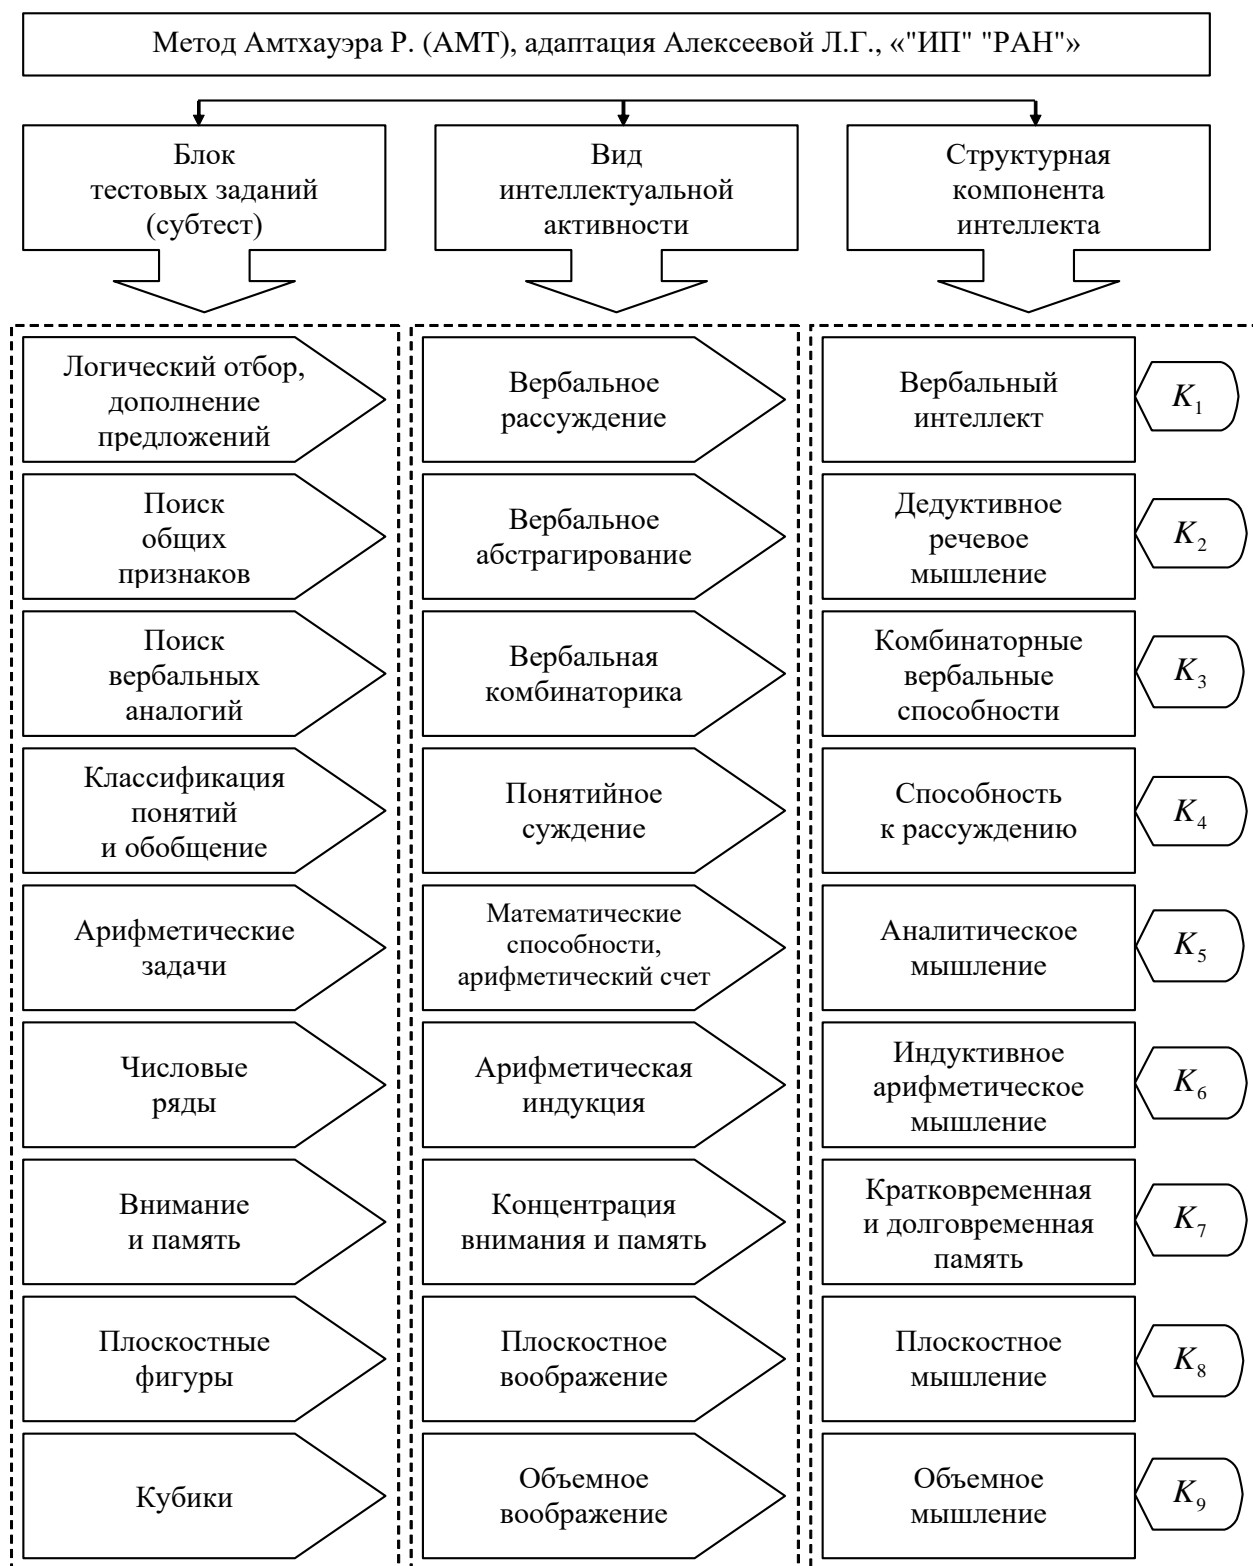 Метод Амтхауэра Р. (АМТ), адаптация Алексеевой Л.Г., «"ИП" "РАН"»
Блок
тестовых заданий
(субтест)
Вид
интеллектуальной
активности
Структурная
компонента
интеллекта
Логический отбор,
дополнение
предложений
Вербальное
рассуждение
Вербальный
интеллект
K₁
Поиск
общих
признаков
Вербальное
абстрагирование
Дедуктивное
речевое
мышление
K₂
Поиск
вербальных
аналогий
Вербальная
комбинаторика
Комбинаторные
вербальные
способности
K₃
Классификация
понятий
и обобщение
Понятийное
суждение
Способность
к рассуждению
K₄
Арифметические
задачи
Математические
способности,
арифметический счет
Аналитическое
мышление
K₅
Числовые
ряды
Арифметическая
индукция
Индуктивное
арифметическое
мышление
K₆
Внимание
и память
Концентрация
внимания и память
Кратковременная
и долговременная
память
K₇
Плоскостные
фигуры
Плоскостное
воображение
Плоскостное
мышление
K₈
Кубики
Объемное
воображение
Объемное
мышление
K₉